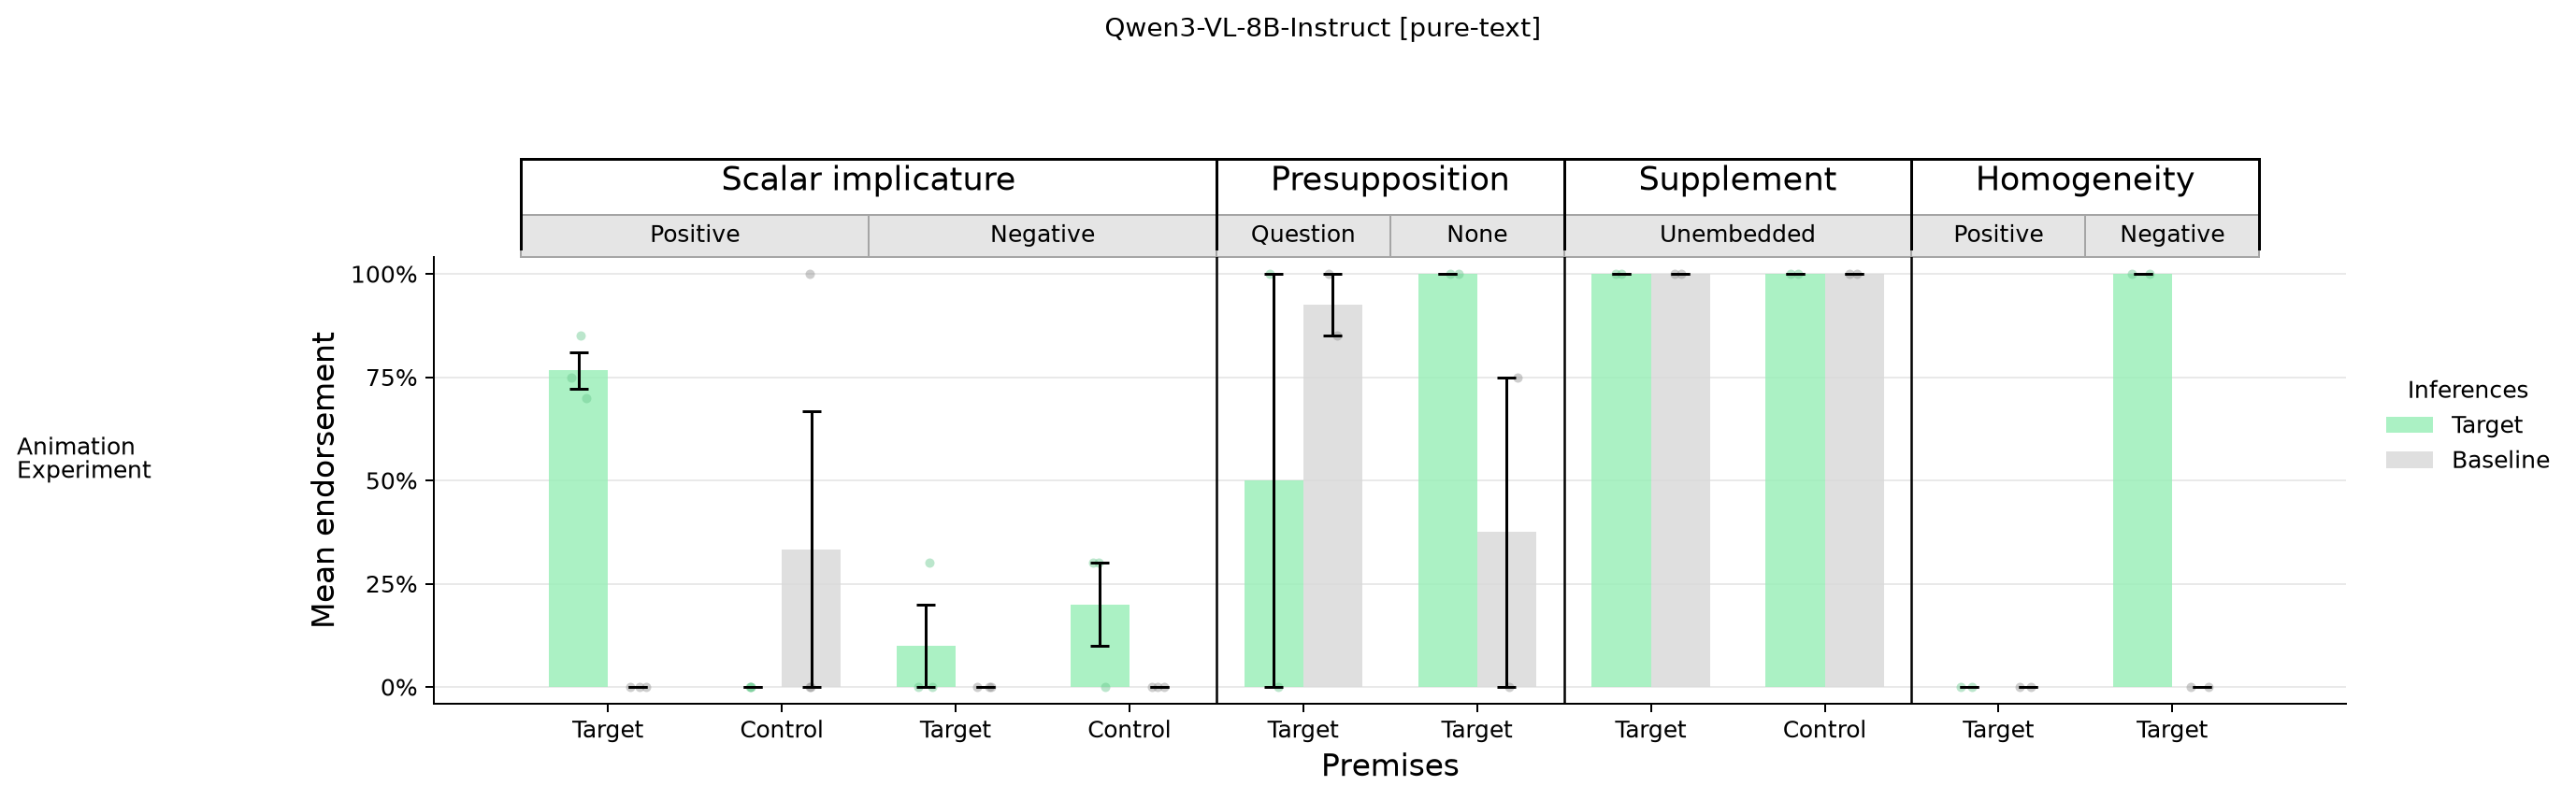 Qwen3-VL-8B-Instruct [pure-text]
Scalar implicature Presupposition Supplement Homogeneity
Positive Negative Question None Unembedded Positive Negative
100%
75%
50%
25%
0%
Mean endorsement
Animation
Experiment
Target Control Target Control Target Target Target Control Target Target
Premises
Inferences
Target
Baseline